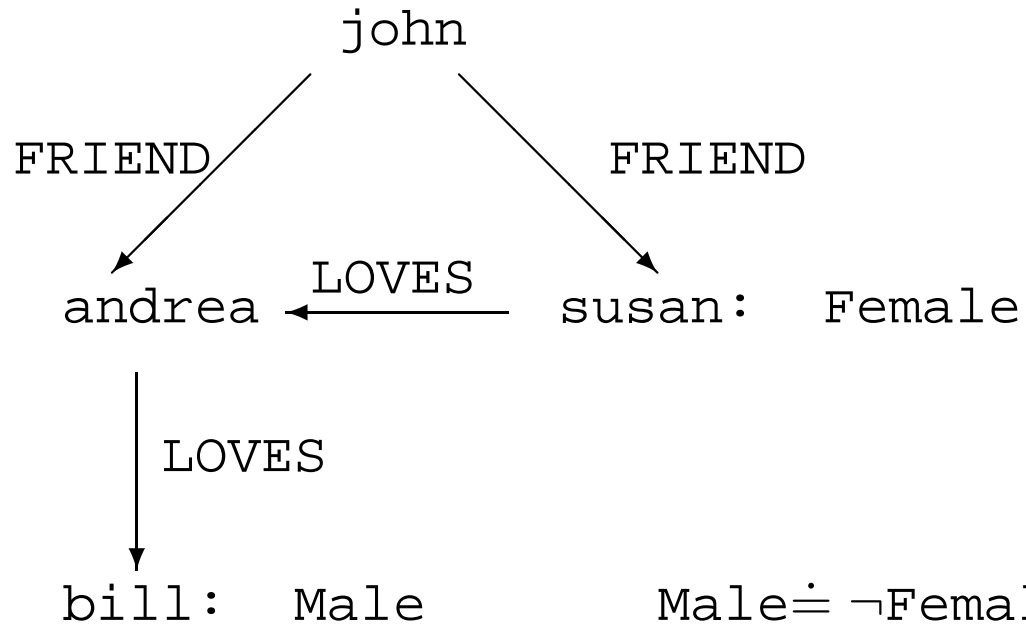 john
FRIEND FRIEND
LOVES
andrea susan: Female
LOVES
bill: Male Male≐ ¬Femal